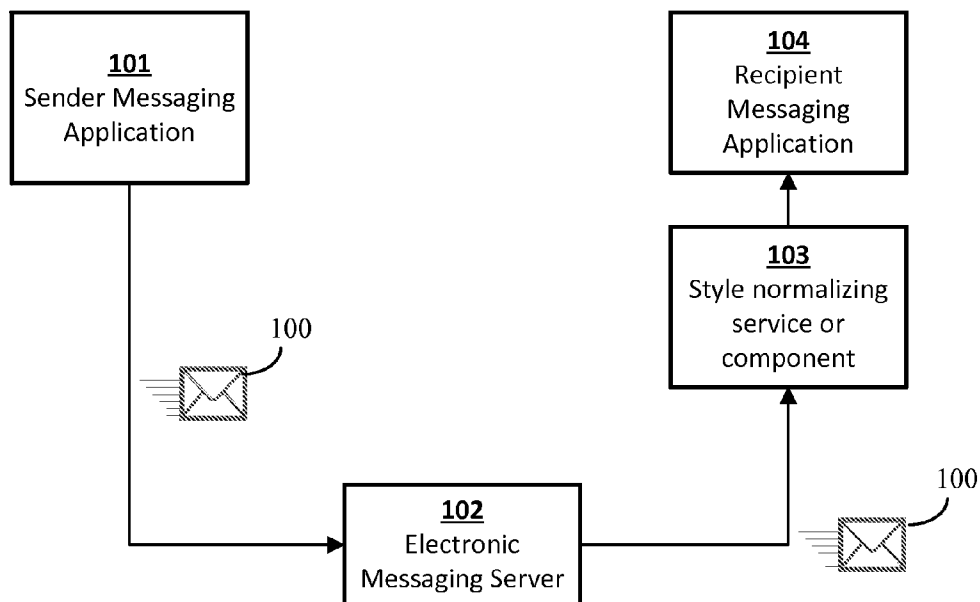 101
Sender Messaging
Application
104
Recipient
Messaging
Application
103
Style normalizing
service or
component
100
102
Electronic
Messaging Server
100